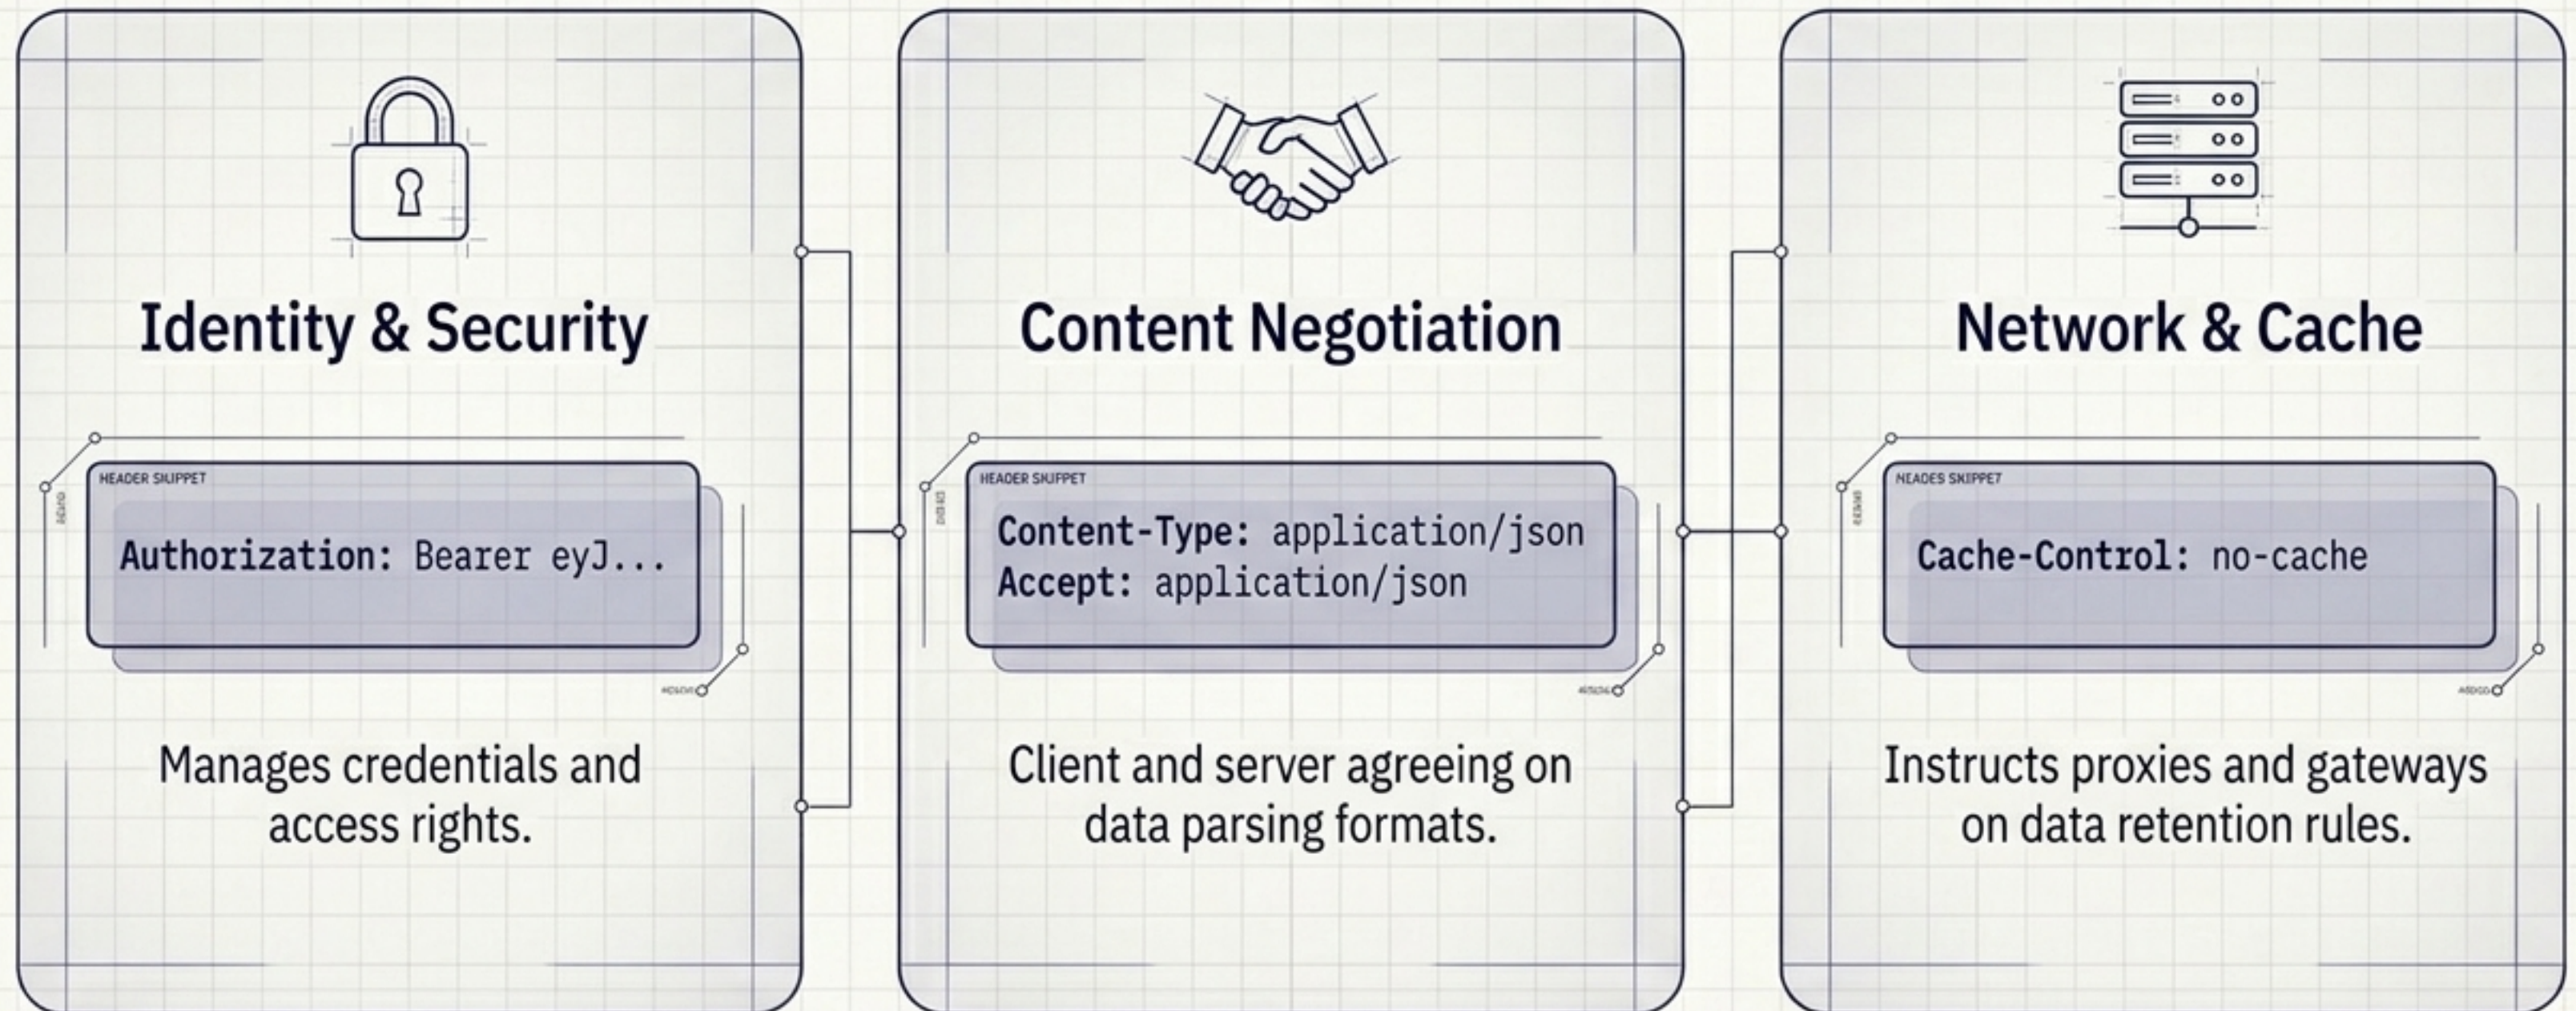 Identity & Security
HEADER SNIPPET
Authorization: Bearer eyJ...
Manages credentials and
access rights.
Content Negotiation
HEADER SNIPPET
Content-Type: application/json
Accept: application/json
Client and server agreeing on
data parsing formats.
Network & Cache
HEADES SNIPPET
Cache-Control: no-cache
Instructs proxies and gateways
on data retention rules.